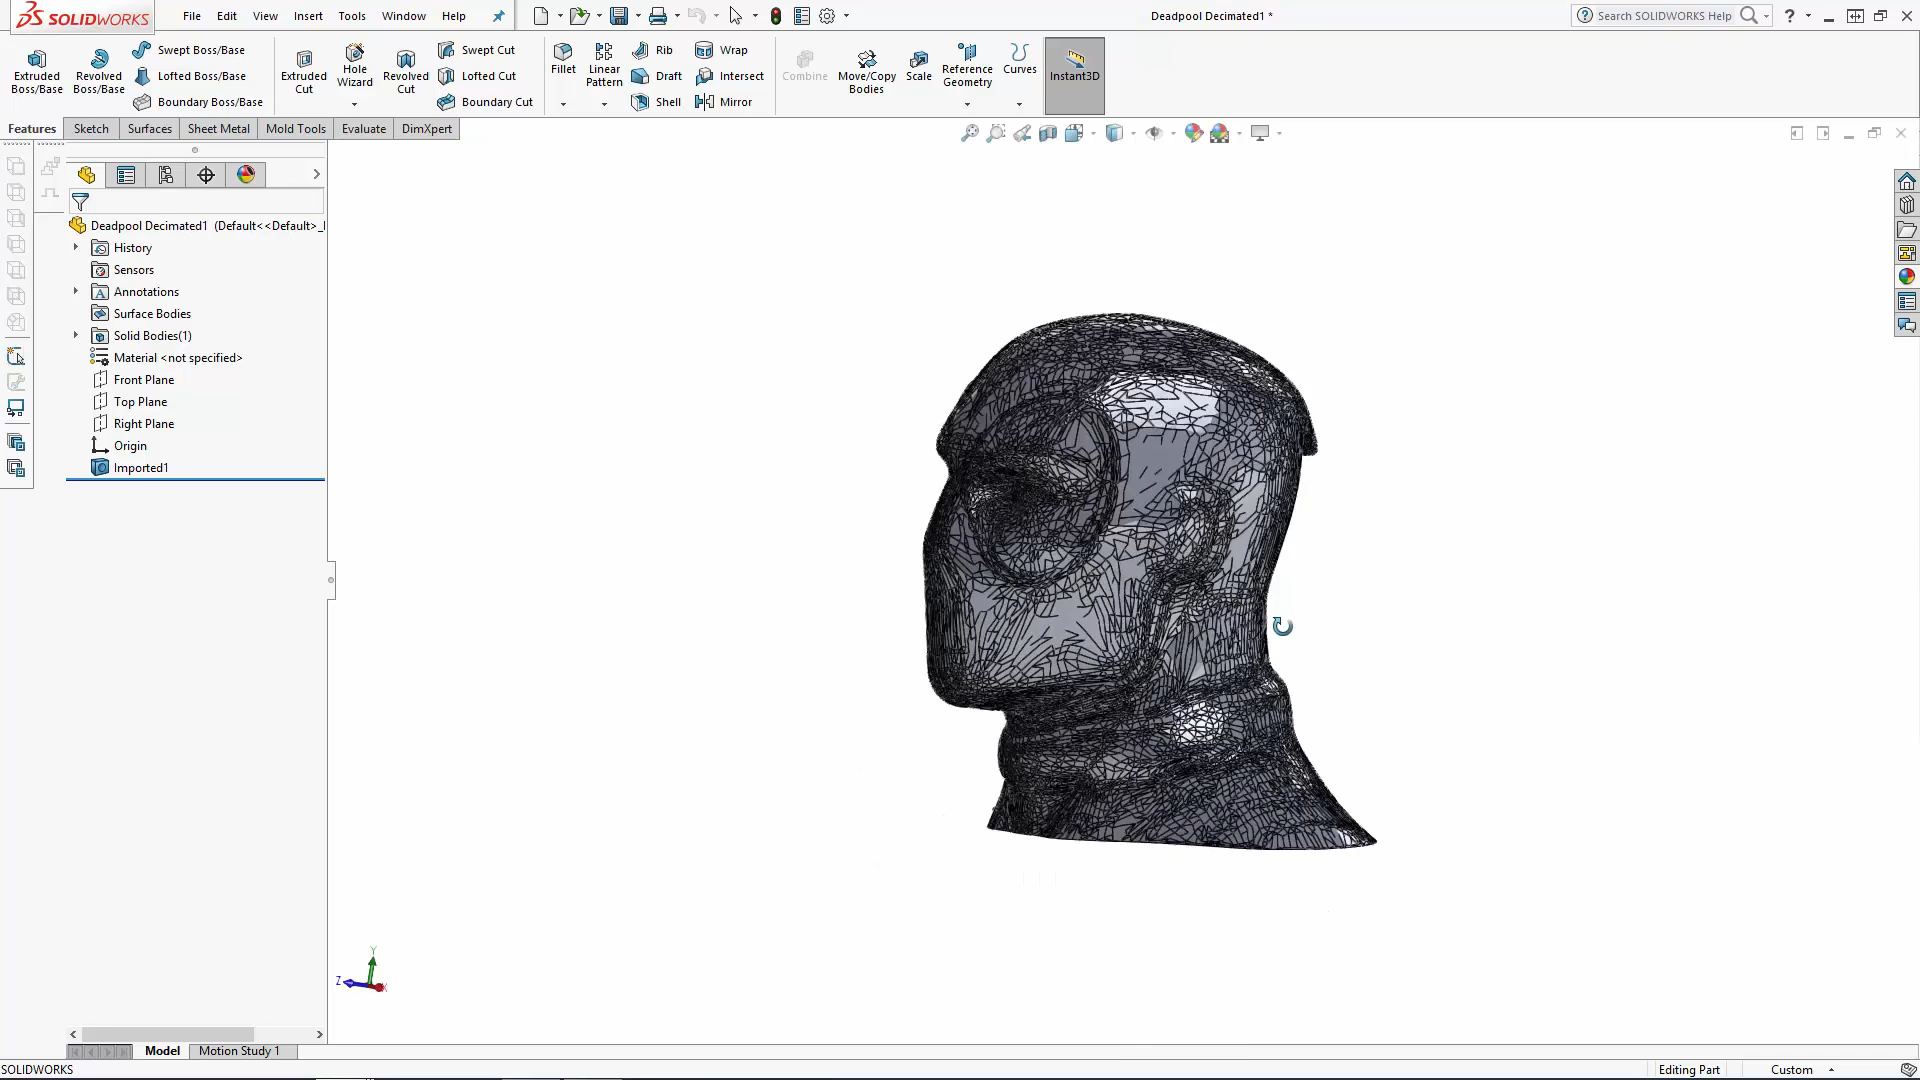 SOLIDWORKS
File Edit View Insert Tools Window Help
Deadpool Decimated1 *
Search SOLIDWORKS Help
Extruded Boss/Base
Revolved Boss/Base
Swept Boss/Base
Lofted Boss/Base
Boundary Boss/Base
Extruded Cut
Hole Wizard
Revolved Cut
Swept Cut
Lofted Cut
Boundary Cut
Fillet
Linear Pattern
Rib
Draft
Shell
Wrap
Intersect
Mirror
Combine
Move/Copy Bodies
Scale
Reference Geometry
Curves
Instant3D
Features Sketch Surfaces Sheet Metal Mold Tools Evaluate DimXpert
Deadpool Decimated1 (Default<<Default>_
History
Sensors
Annotations
Surface Bodies
Solid Bodies(1)
Material <not specified>
Front Plane
Top Plane
Right Plane
Origin
Imported1
Y
Z
X
Model Motion Study 1
SOLIDWORKS
Editing Part
Custom